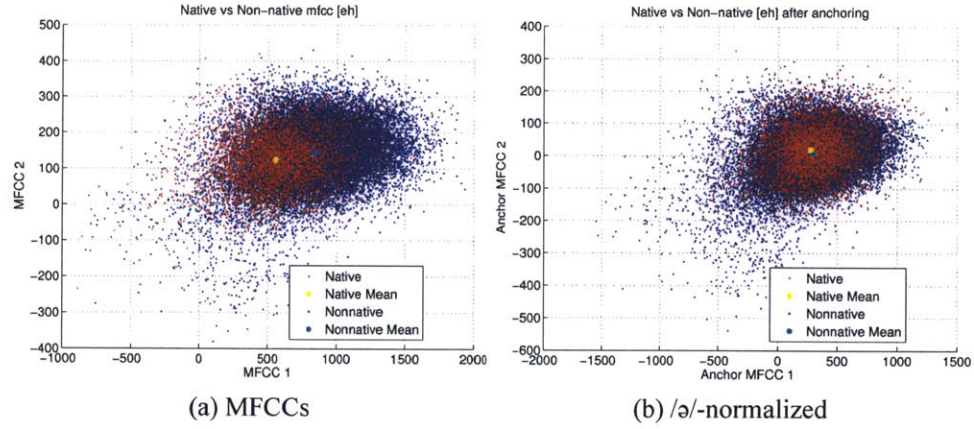 Native vs Non-native mfcc [eh]
500
400
300
200
100
0
−100
−200
−300
−400
MFCC 2
−1000
−500
0
500
1000
1500
2000
MFCC 1
Native
Native Mean
Nonnative
Nonnative Mean
(a) MFCCs
Native vs Non-native [eh] after anchoring
400
300
200
100
0
−100
−200
−300
−400
−500
−600
Anchor MFCC 2
−2000
−1500
−1000
−500
0
500
1000
1500
Anchor MFCC 1
Native
Native Mean
Nonnative
Nonnative Mean
(b) /ə/-normalized